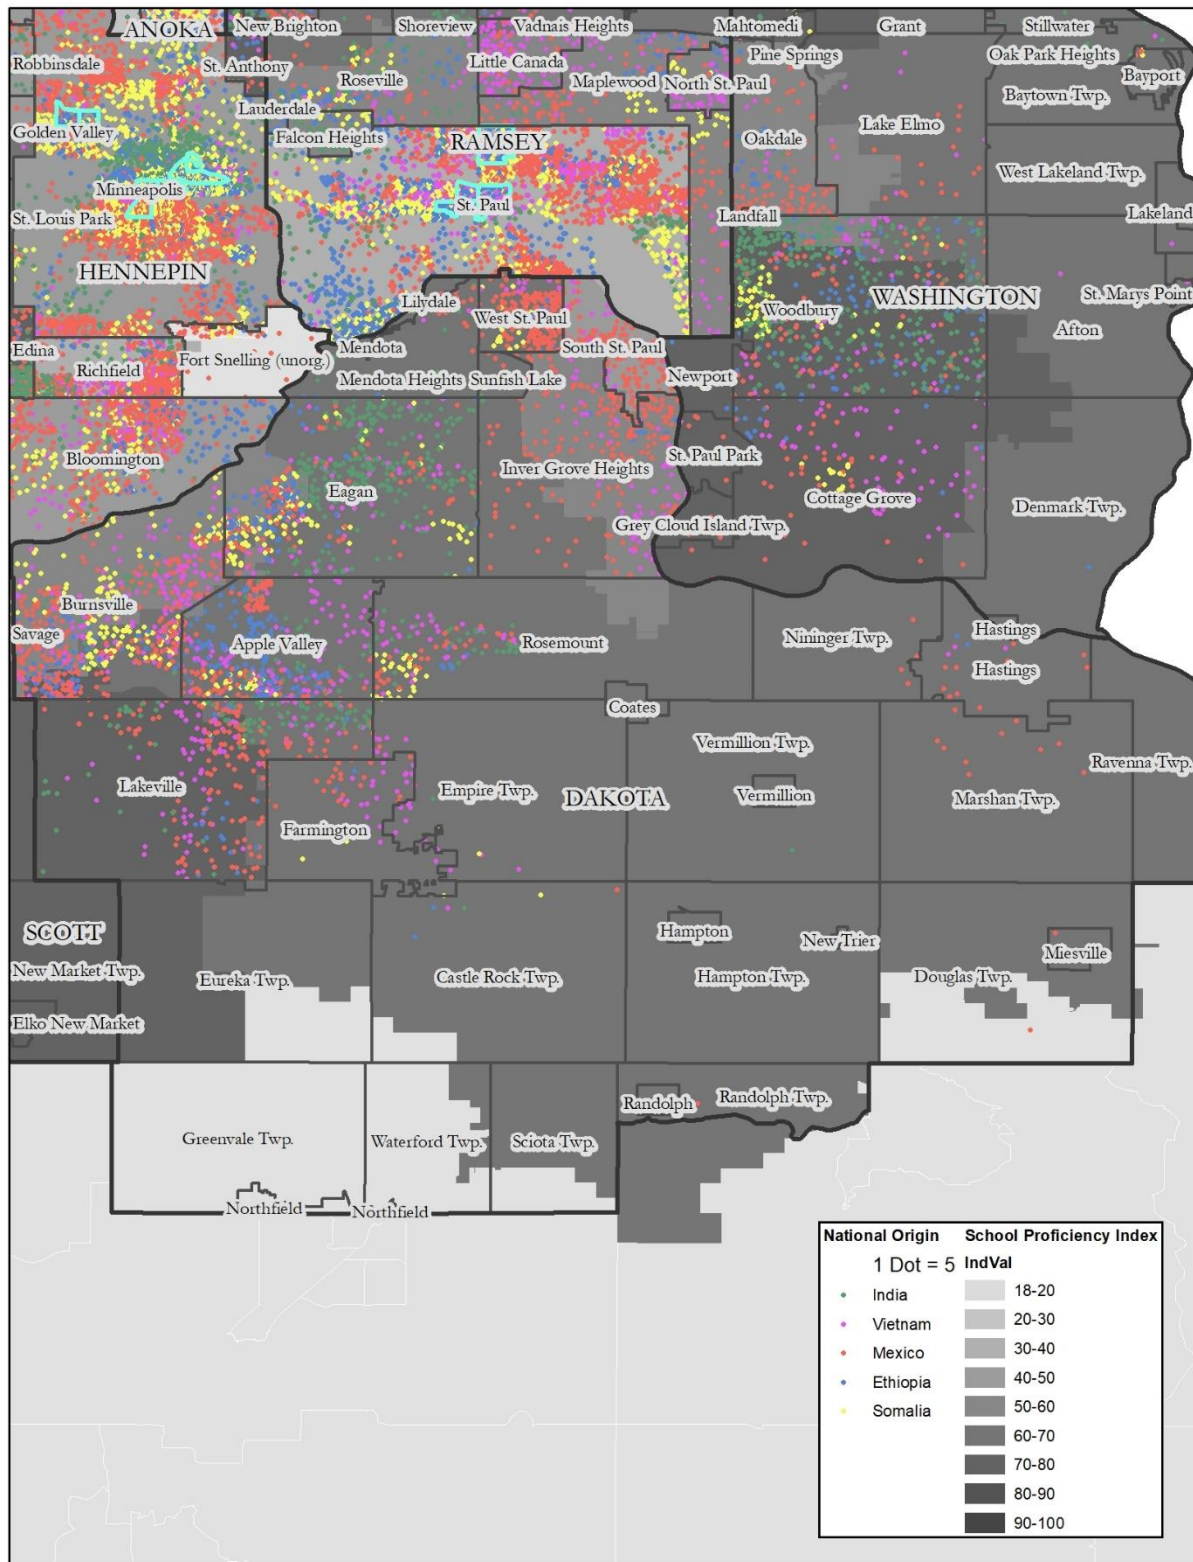 ANOKA
New Brighton
Shoreview
Vadnais Heights
Mahtomedi
Grant
Stillwater
Robbinsdale
St. Anthony
Roseville
Little Canada
Maplewood
North St. Paul
Pine Springs
Oak Park Heights
Bayport
Baytown Twp.
Golden Valley
Lauderdale
Falcon Heights
RAMSEY
Oakdale
Lake Elmo
Minneapolis
St. Paul
West Lakeland Twp.
St. Louis Park
Landfall
Lakeland
HENNEPIN
Lilydale
West St. Paul
Woodbury
WASHINGTON
St. Marys Point
Afton
Edina
Richfield
Fort Snelling (unorg.)
Mendota
Mendota Heights
Sunfish Lake
South St. Paul
Newport
Bloomington
Eagan
Inver Grove Heights
St. Paul Park
Cottage Grove
Denmark Twp.
Grey Cloud Island Twp.
Burnsville
Savage
Apple Valley
Rosemount
Nininger Twp.
Hastings
Hastings
Coates
Vermillion Twp.
Lakeville
Empire Twp.
DAKOTA
Vermillion
Marshan Twp.
Ravenna Twp.
Farmington
SCOTT
Hampton
New Trier
Miesville
New Market Twp.
Eureka Twp.
Castle Rock Twp.
Hampton Twp.
Douglas Twp.
Elko New Market
Randolph
Randolph Twp.
Greenvale Twp.
Waterford Twp.
Sciota Twp.
Northfield
Northfield
National Origin
1 Dot = 5
India
Vietnam
Mexico
Ethiopia
Somalia
School Proficiency Index
IndVal
18-20
20-30
30-40
40-50
50-60
60-70
70-80
80-90
90-100